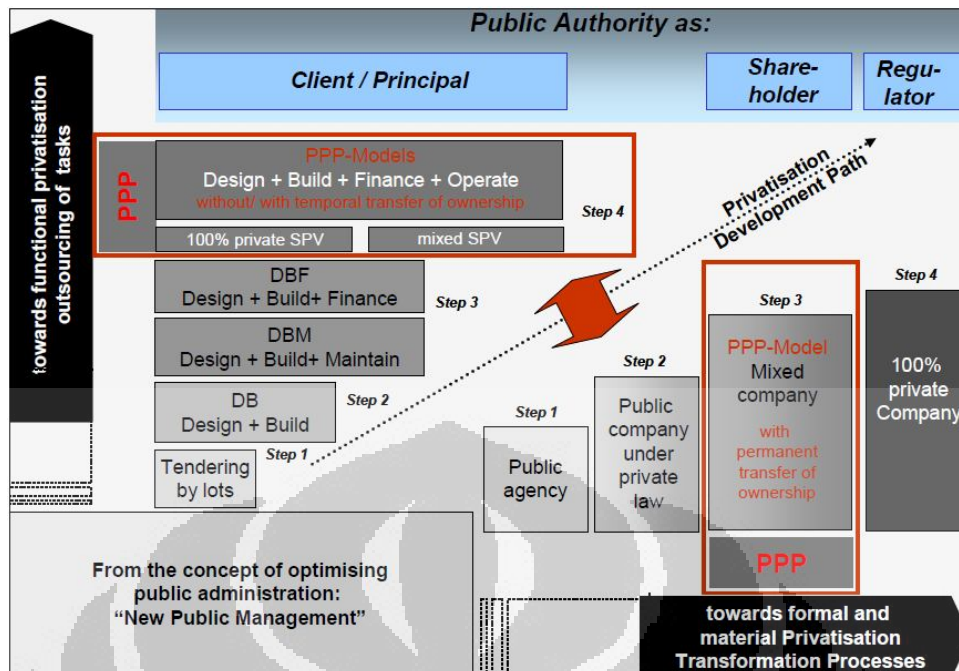 Public Authority as:
Client / Principal
Share-
holder
Regu-
lator
towards functional privatisation
outsourcing of tasks
PPP
PPP-Models
Design + Build + Finance + Operate
without/ with temporal transfer of ownership
100% private SPV
mixed SPV
Step 4
Privatisation
Development Path
DBF
Design + Build+ Finance
Step 3
DBM
Design + Build+ Maintain
DB
Design + Build
Step 2
Tendering
by lots
Step 1
Step 1
Public
agency
Step 2
Public
company
under
private
law
Step 3
PPP-Model
Mixed
company
with
permanent
transfer of
ownership
PPP
Step 4
100%
private
Company
From the concept of optimising
public administration:
“New Public Management”
towards formal and
material Privatisation
Transformation Processes